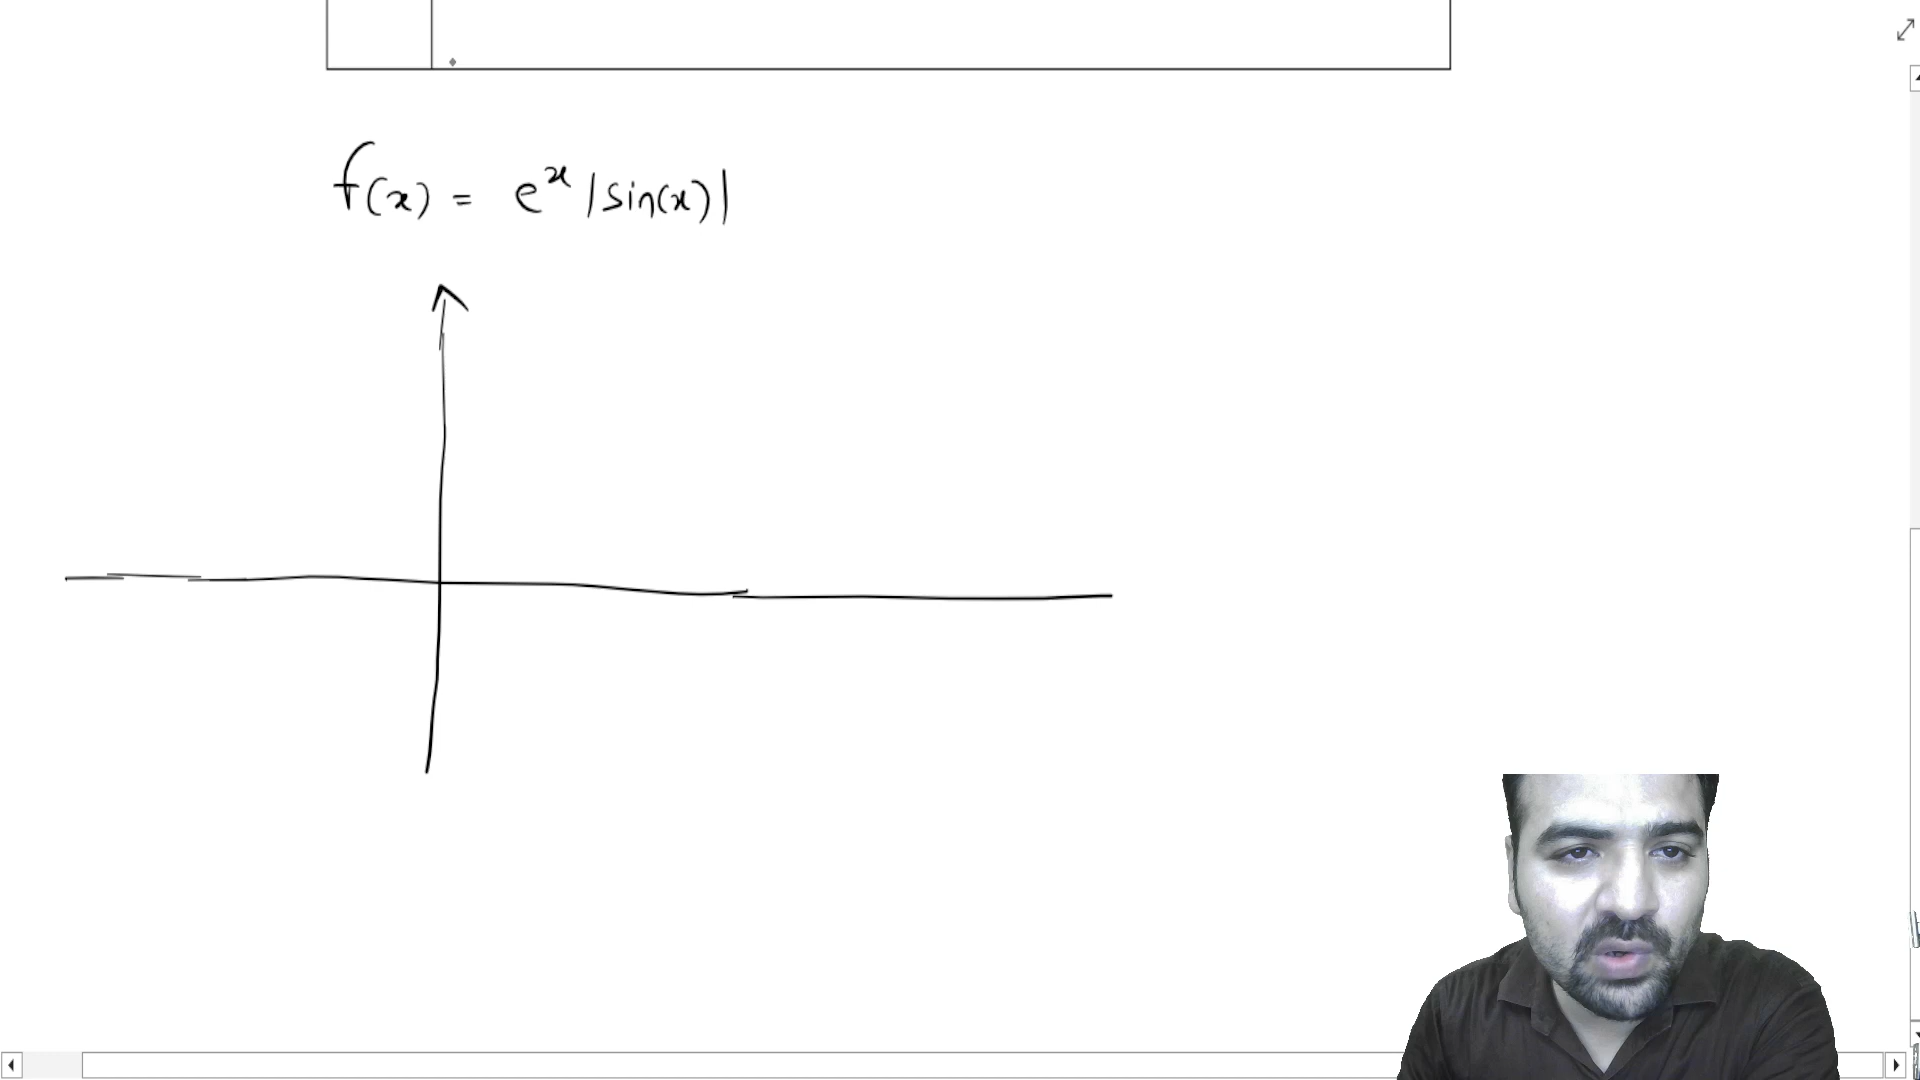 f(x) = e^x |sin(x)|